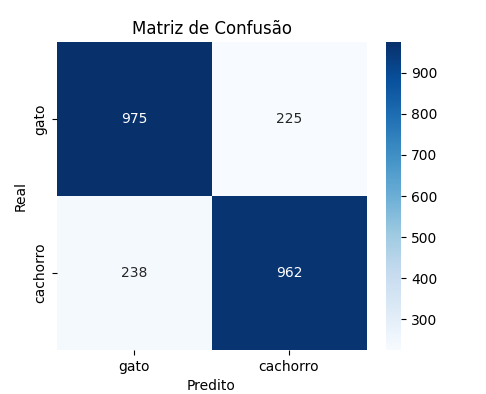 Matriz de Confusão
gato
975
225
Real
cachorro
238
962
gato
cachorro
Predito
900
800
700
600
500
400
300